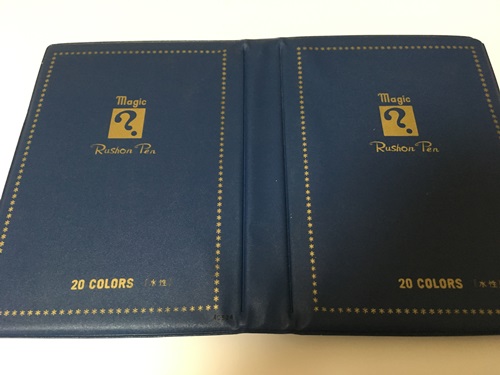 Magic
?
Rushon Pen
20 COLORS 「水性」
Magic
?
Rushon Pen
20 COLORS 「水性